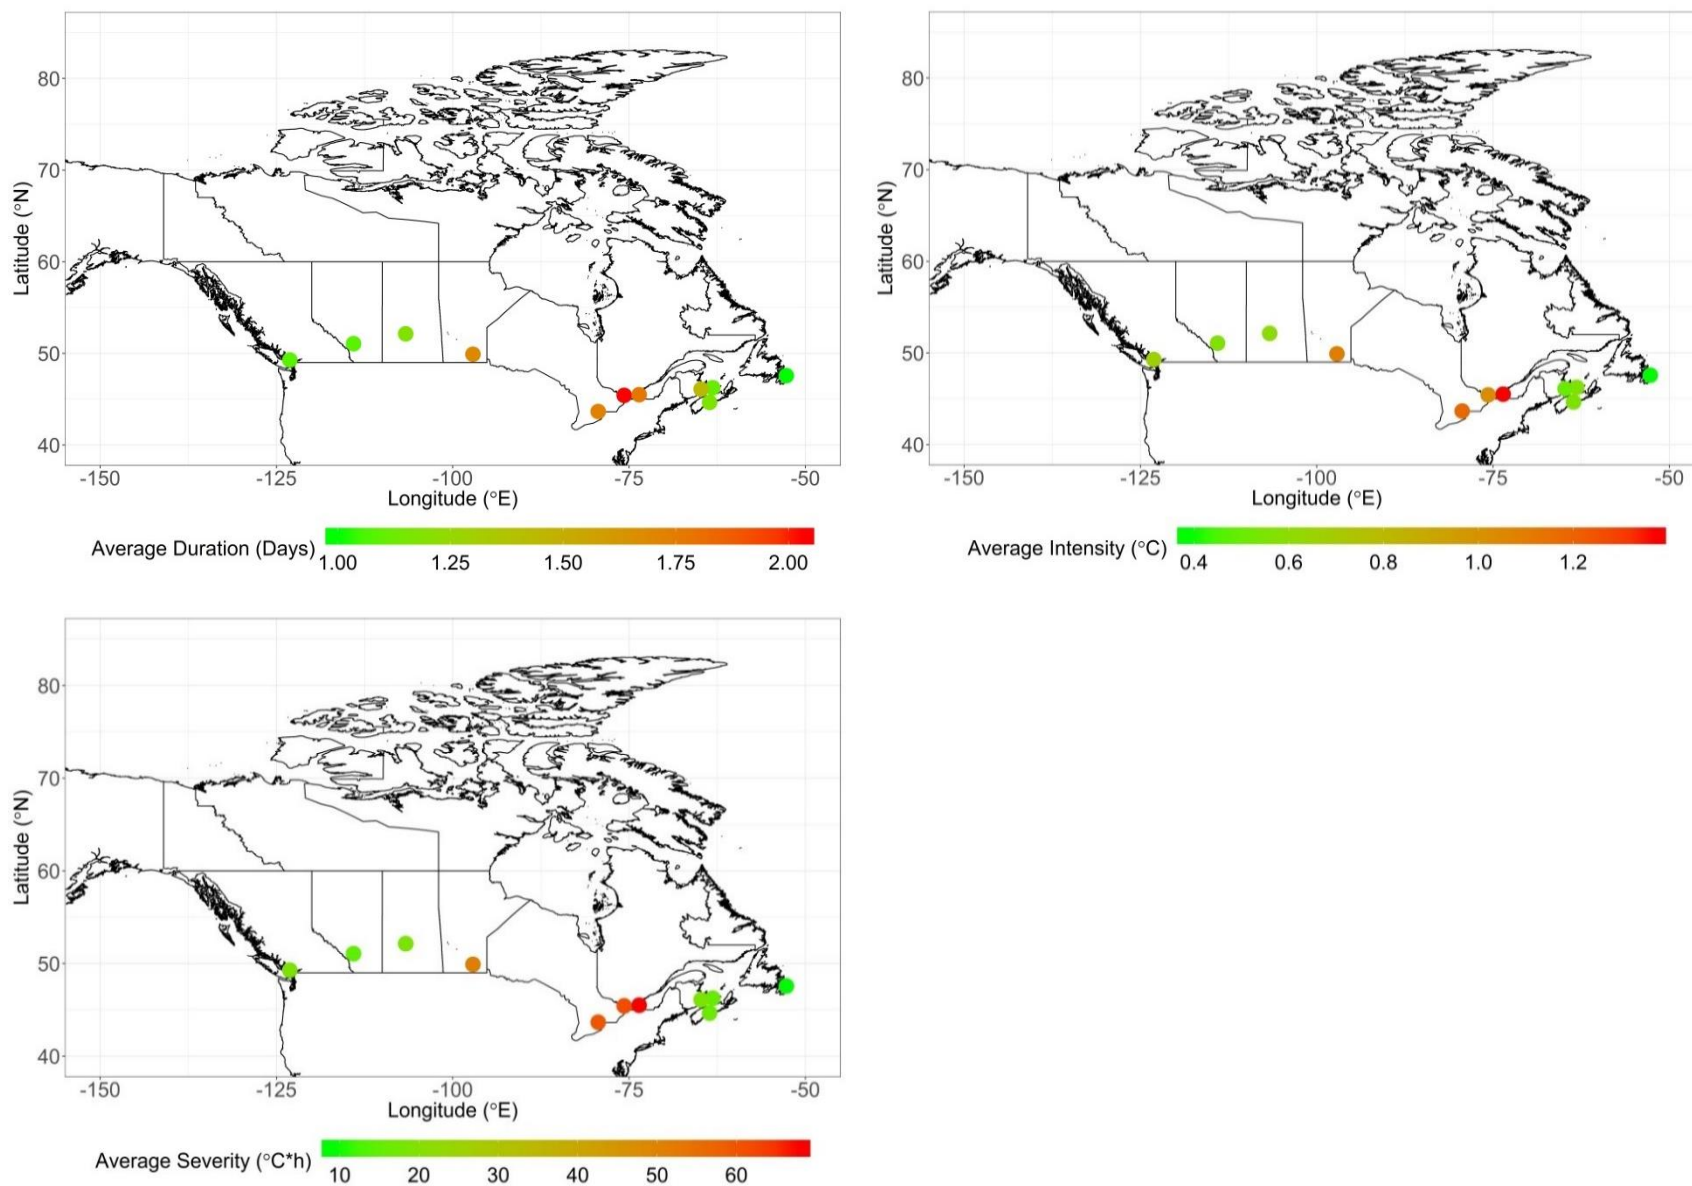 80
70
60
50
40
Latitude (°N)
-150 -125 -100 -75 -50
Longitude (°E)
Average Duration (Days)
1.00 1.25 1.50 1.75 2.00
80
70
60
50
40
Latitude (°N)
-150 -125 -100 -75 -50
Longitude (°E)
Average Intensity (°C)
0.4 0.6 0.8 1.0 1.2
80
70
60
50
40
Latitude (°N)
-150 -125 -100 -75 -50
Longitude (°E)
Average Severity (°C*h)
10 20 30 40 50 60